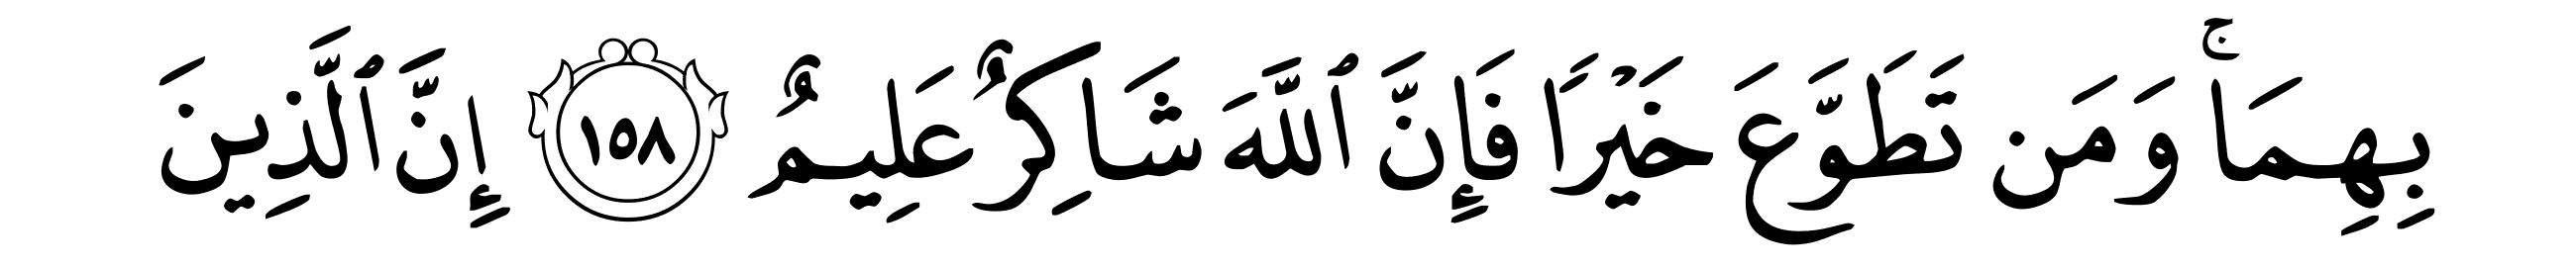 بِهِمَاۚ وَمَن تَطَوَّعَ خَيْرًا فَإِنَّ ٱللَّهَ شَاكِرٌ عَلِيمٌ ١٥٨ إِنَّ ٱلَّذِينَ